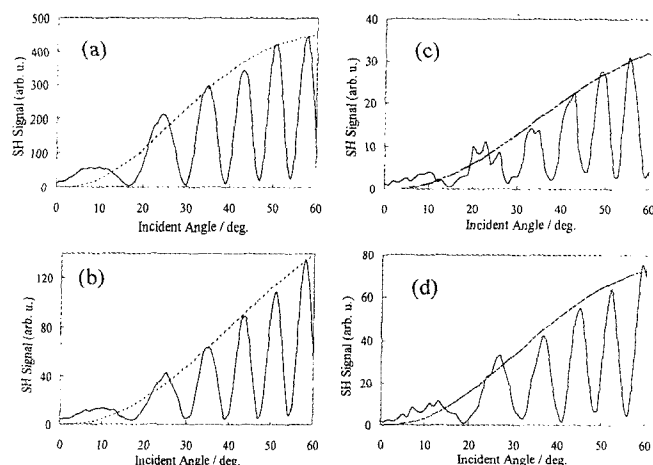 (a)
SH Signal (arb. u.)
500
400
300
200
100
0
0 10 20 30 40 50 60
Incident Angle / deg.
(c)
SH Signal (arb. u.)
40
30
20
10
0
0 10 20 30 40 50 60
Incident Angle / deg.
(b)
SH Signal (arb. u.)
120
80
40
0
0 10 20 30 40 50 60
Incident Angle / deg.
(d)
SH Signal (arb. u.)
80
60
40
20
0
0 10 20 30 40 50 60
Incident Angle / deg.